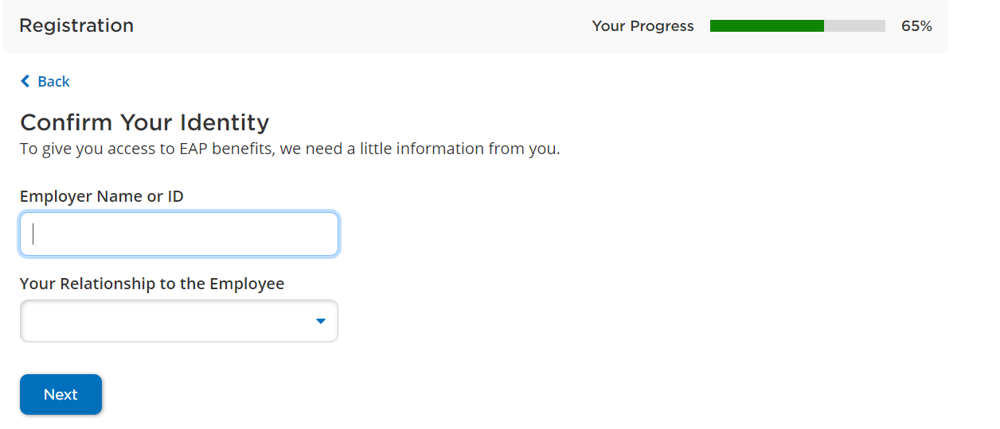 Registration
Your Progress 65%
Back
Confirm Your Identity
To give you access to EAP benefits, we need a little information from you.
Employer Name or ID
Your Relationship to the Employee
Next